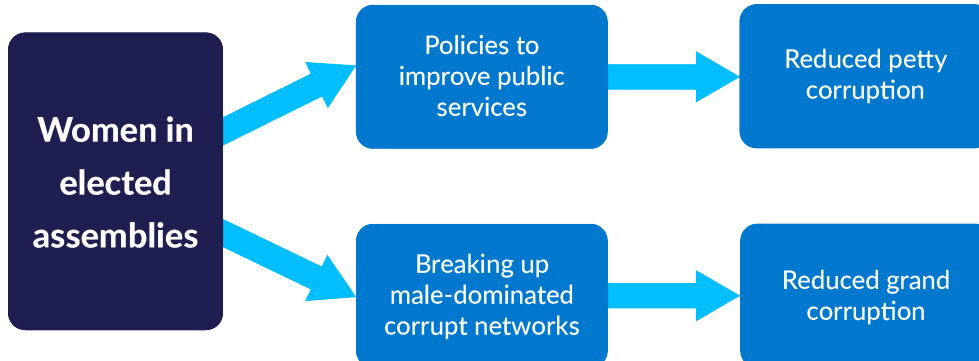 Women in
elected
assemblies
Policies to
improve public
services
Reduced petty
corruption
Breaking up
male-dominated
corrupt networks
Reduced grand
corruption